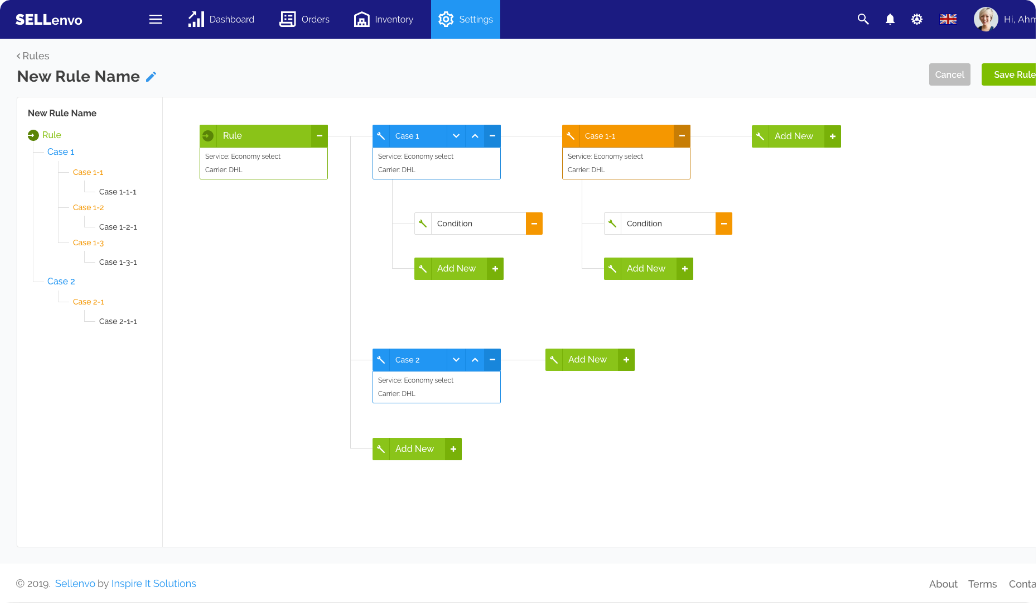 SELLenvo
Dashboard
Orders
Inventory
Settings
Hi, Ahm
Rules
New Rule Name
Cancel
Save Rule
New Rule Name
Rule
Case 1
Case 1-1
Case 1-1-1
Case 1-2
Case 1-2-1
Case 1-3
Case 1-3-1
Case 2
Case 2-1
Case 2-1-1
Rule
Service: Economy select
Carrier: DHL
Case 1
Service: Economy select
Carrier: DHL
Case 1-1
Service: Economy select
Carrier: DHL
Add New
Condition
Condition
Add New
Add New
Case 2
Service: Economy select
Carrier: DHL
Add New
Add New
© 2019. Sellenvo by Inspire It Solutions
About
Terms
Conta